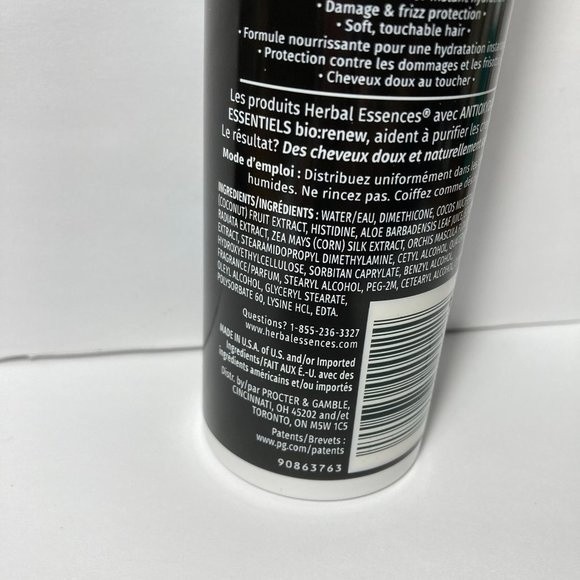 instant hydration
• Damage & frizz protection •
• Soft, touchable hair •
• Formule nourrissante pour une hydratation
• Protection contre les dommages et les
• Cheveux doux au toucher •
Les produits Herbal Essences® avec
ESSENTIELS bio:renew, aident à purifier les
Le résultat? Des cheveux doux et naturellement
Mode d'emploi : Distribuez uniformément dans
humides. Ne rincez pas. Coiffez comme
INGREDIENTS/INGRÉDIENTS : WATER/EAU, DIMETHICONE, COCOS
(COCONUT) FRUIT EXTRACT, HISTIDINE, ALOE BARBADENSIS LEAF JUICE,
RADIATA EXTRACT, ZEA MAYS (CORN) SILK EXTRACT, ORCHIS MASCULA
EXTRACT, STEARAMIDOPROPYL DIMETHYLAMINE, CETYL ALCOHOL,
HYDROXYETHYLCELLULOSE, SORBITAN CAPRYLATE, BENZYL ALCOHOL,
FRAGRANCE/PARFUM, STEARYL ALCOHOL, PEG-2M, CETEARYL
OLEYL ALCOHOL, GLYCERYL STEARATE,
POLYSORBATE 60, LYSINE HCL, EDTA.
Questions? 1-855-236-3327
www.herbalessences.com
MADE IN U.S.A. of U.S. and/or Imported
ingredients/FAIT AUX É.-U. avec des
ingrédients américains et/ou importés
Distr. by/par PROCTER & GAMBLE,
CINCINNATI, OH 45202 and/et
TORONTO, ON M5W 1C5
Patents/Brevets :
www.pg.com/patents
90863763